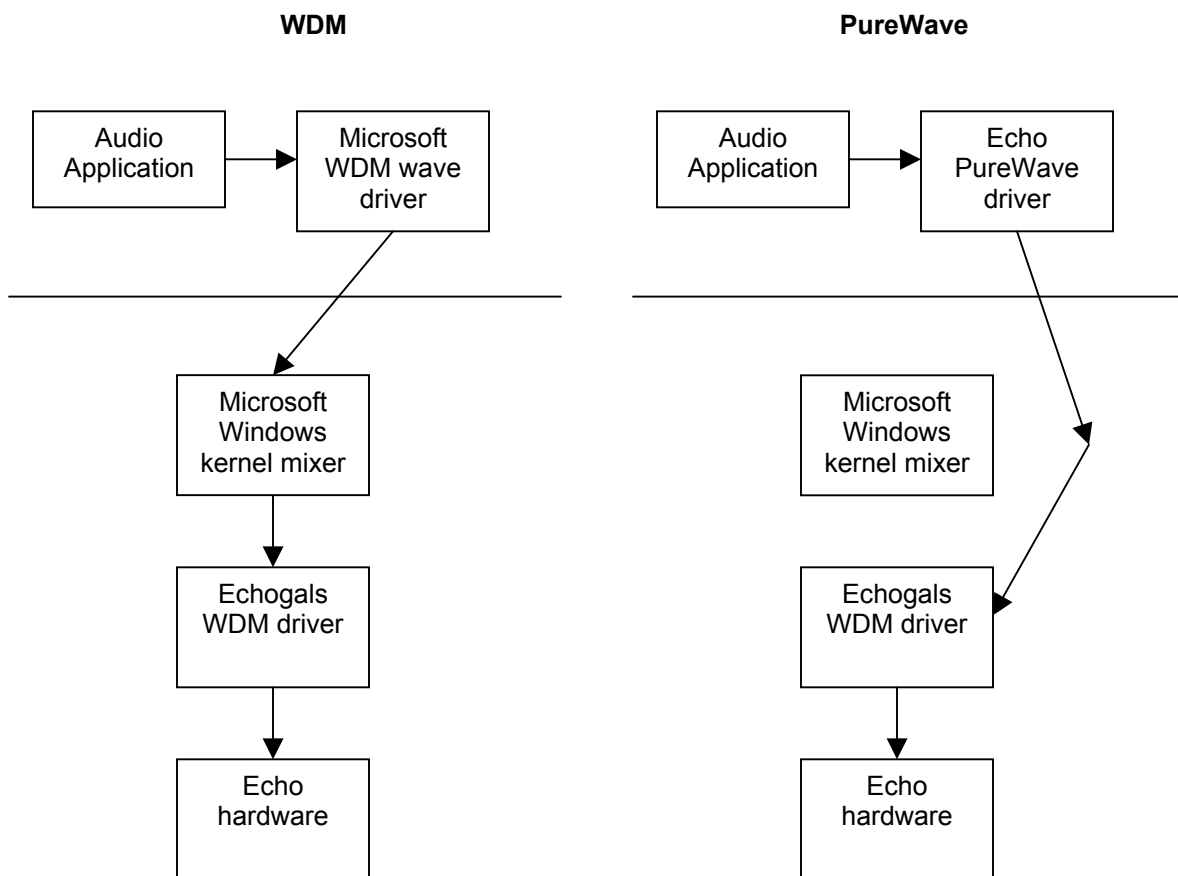 WDM
Audio
Application
Microsoft
WDM wave
driver
Microsoft
Windows
kernel mixer
Echogals
WDM driver
Echo
hardware
PureWave
Audio
Application
Echo
PureWave
driver
Microsoft
Windows
kernel mixer
Echogals
WDM driver
Echo
hardware